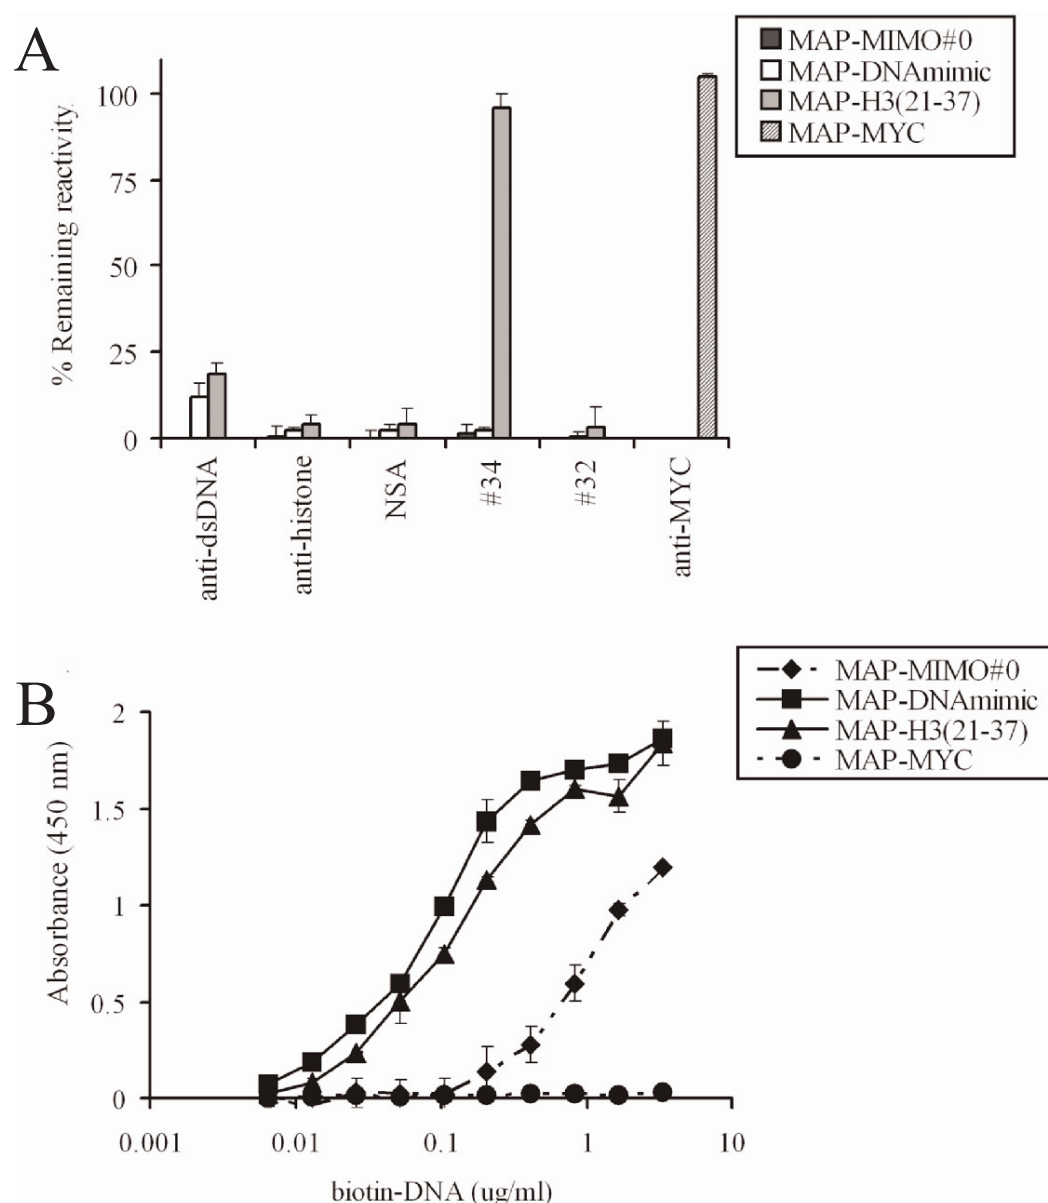 A
MAP-MIMO#0
MAP-DNAmimic
MAP-H3(21-37)
MAP-MYC
% Remaining reactivity
100
75
50
25
0
anti-dsDNA
anti-histone
NSA
#34
#32
anti-MYC
B
MAP-MIMO#0
MAP-DNAmimic
MAP-H3(21-37)
MAP-MYC
Absorbance (450 nm)
2
1.5
1
0.5
0
0.001
0.01
0.1
1
10
biotin-DNA (ug/ml)